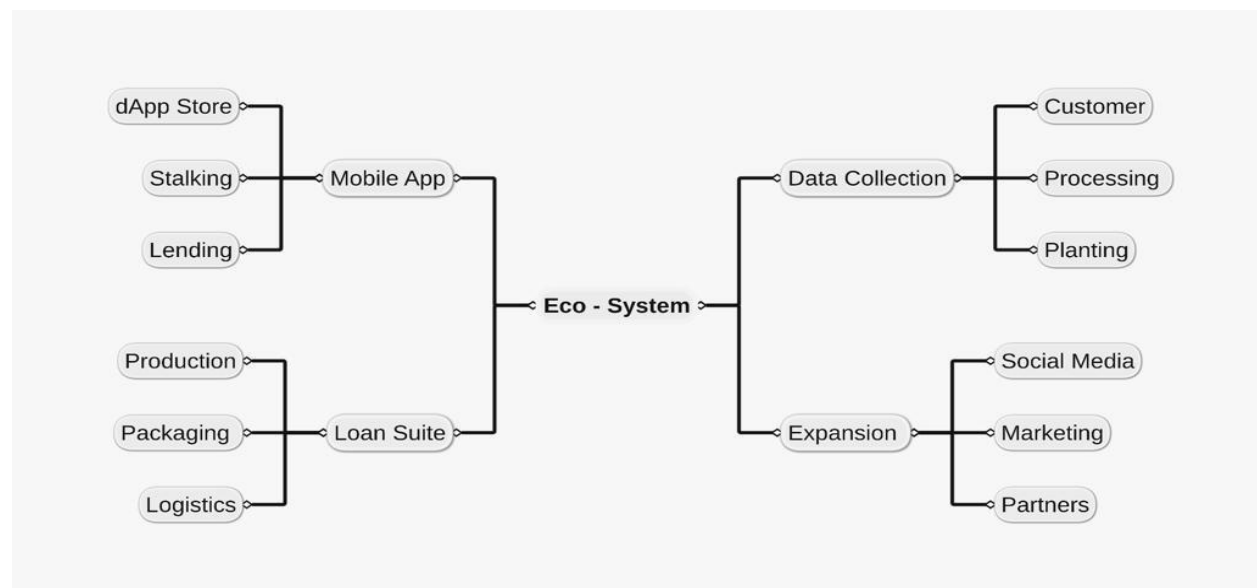 dApp Store
Stalking
Lending
Mobile App
Production
Packaging
Logistics
Loan Suite
Eco - System
Data Collection
Customer
Processing
Planting
Expansion
Social Media
Marketing
Partners